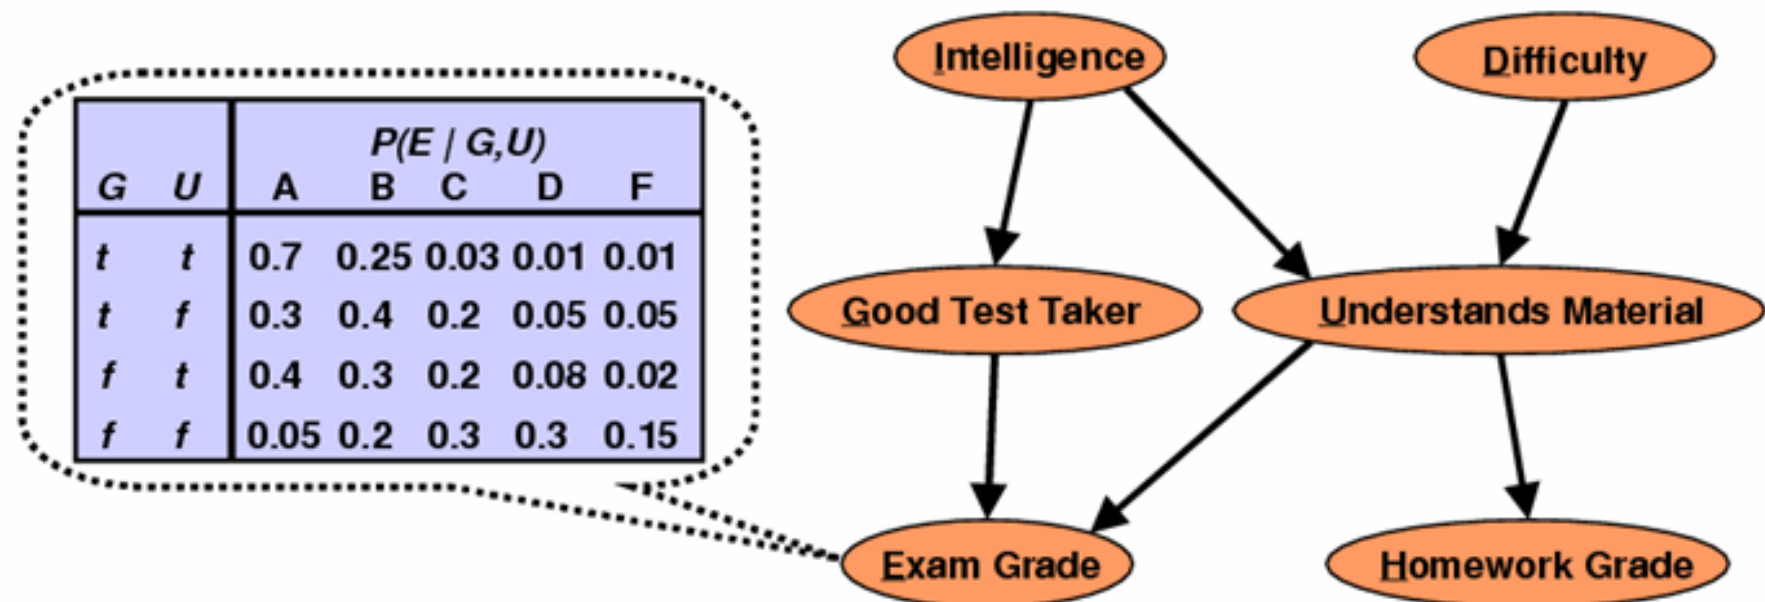 P(E | G,U)
G U A B C D F
t t 0.7 0.25 0.03 0.01 0.01
t f 0.3 0.4 0.2 0.05 0.05
f t 0.4 0.3 0.2 0.08 0.02
f f 0.05 0.2 0.3 0.3 0.15
Intelligence
Difficulty
Good Test Taker
Understands Material
Exam Grade
Homework Grade